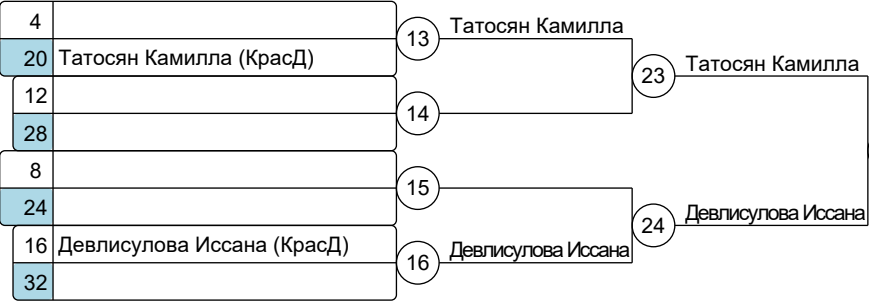 4
20 Татосян Камилла (КрасД)
13 Татосян Камилла
23 Татосян Камилла
12
28
14
8
24
15
24 Девлисулова Иссана
16 Девлисулова Иссана (КрасД)
32
16 Девлисулова Иссана